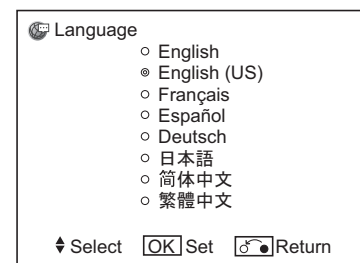 Language
English
English (US)
Français
Español
Deutsch
日本語
简体中文
繁體中文
Select OK Set Return